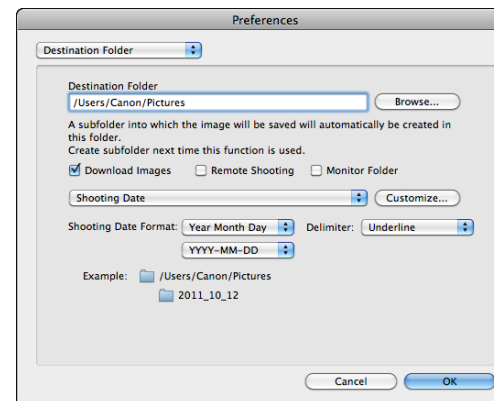 Preferences
Destination Folder
Destination Folder
/Users/Canon/Pictures Browse...
A subfolder into which the image will be saved will automatically be created in
this folder.
Create subfolder next time this function is used.
Download Images Remote Shooting Monitor Folder
Shooting Date Customize...
Shooting Date Format: Year Month Day Delimiter: Underline
YYYY-MM-DD
Example: /Users/Canon/Pictures
2011_10_12
Cancel OK